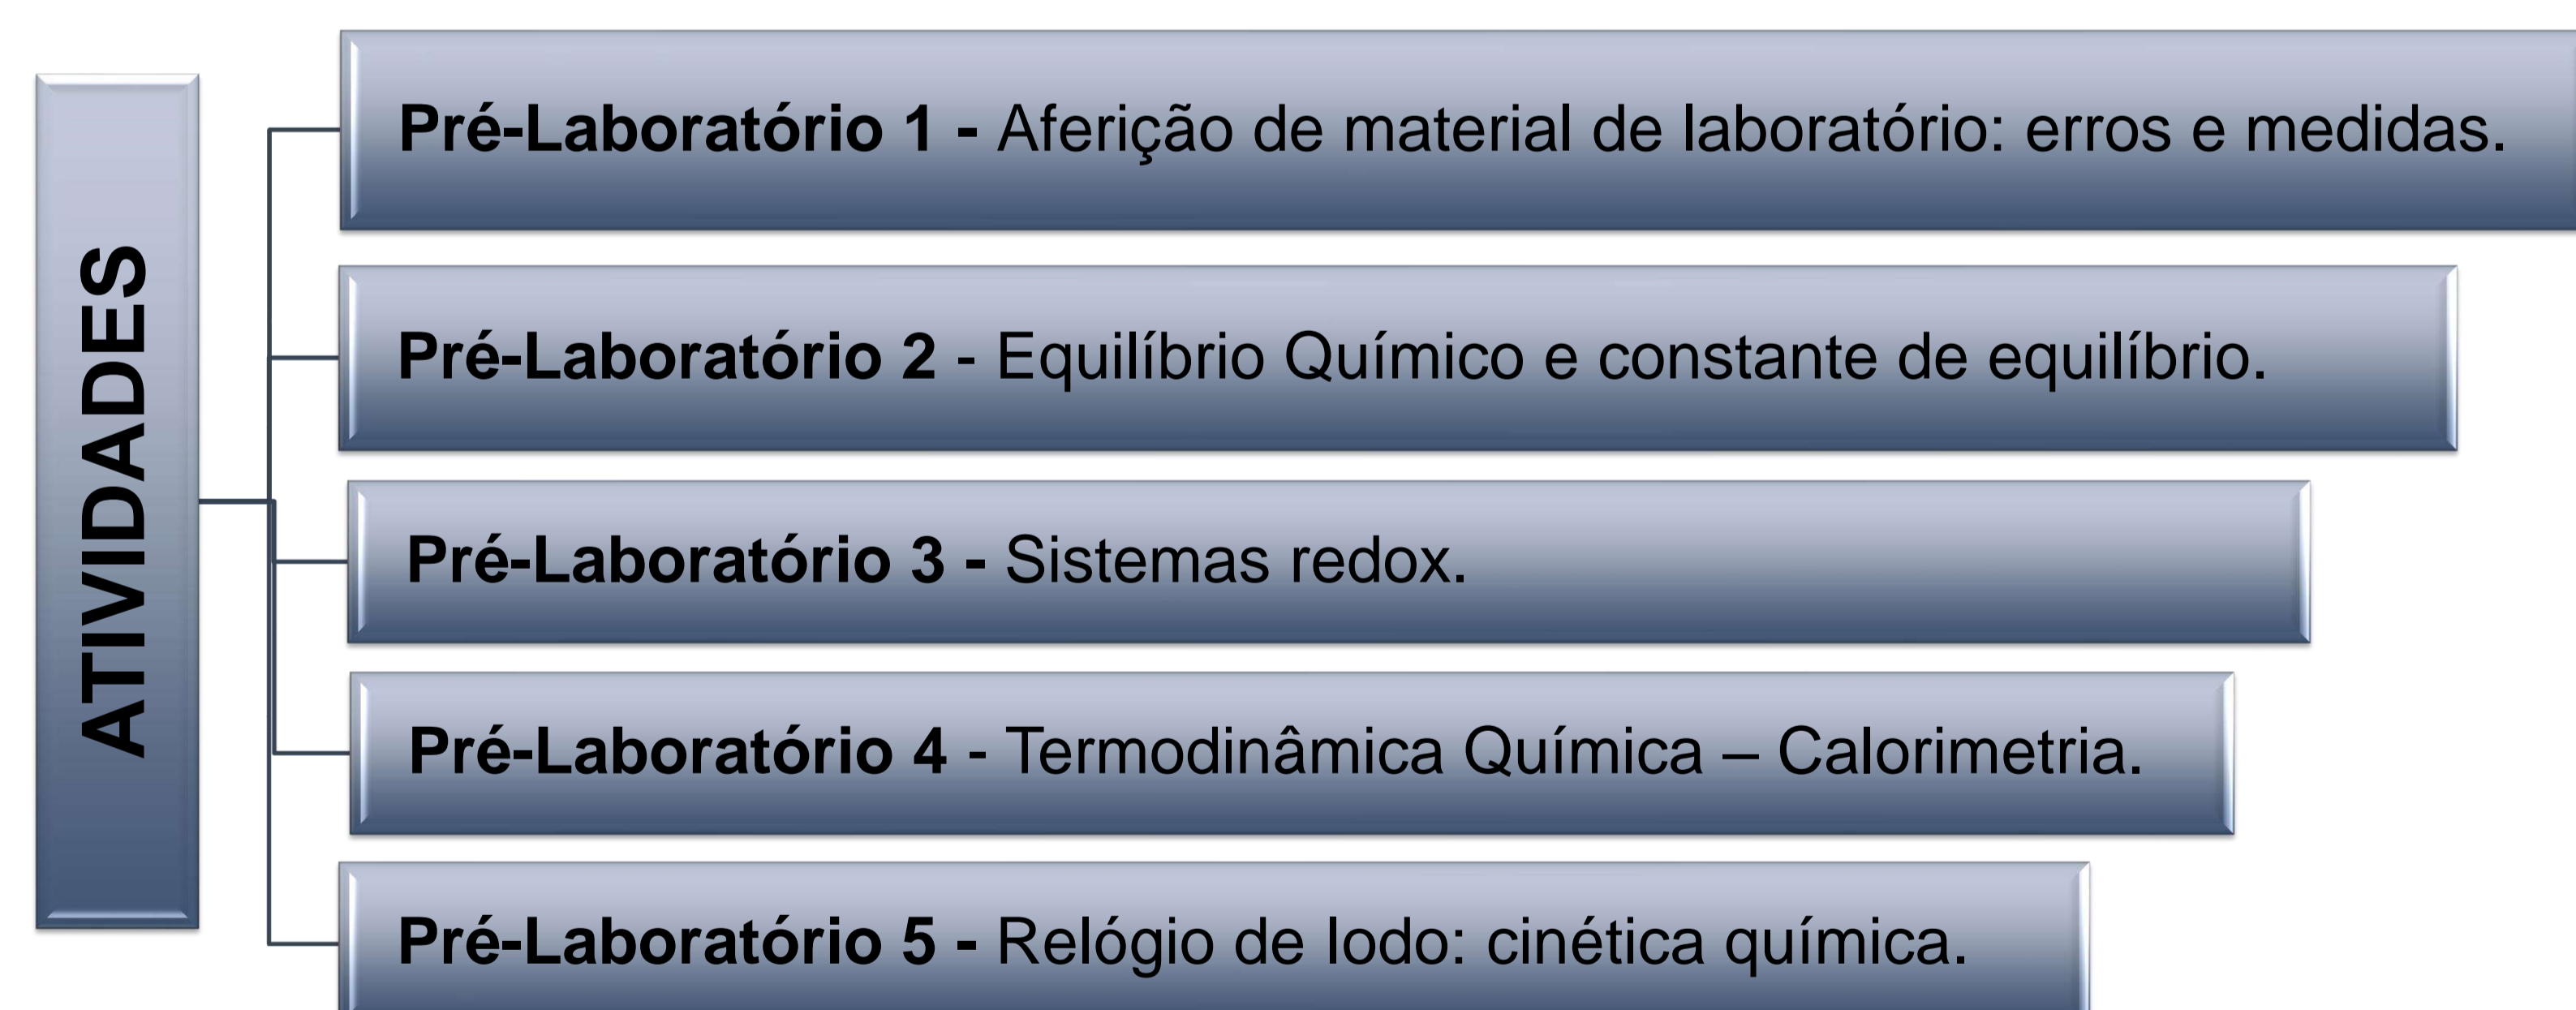 ATIVIDADES
Pré-Laboratório 1 - Aferição de material de laboratório: erros e medidas.
Pré-Laboratório 2 - Equilíbrio Químico e constante de equilíbrio.
Pré-Laboratório 3 - Sistemas redox.
Pré-Laboratório 4 - Termodinâmica Química – Calorimetria.
Pré-Laboratório 5 - Relógio de Iodo: cinética química.